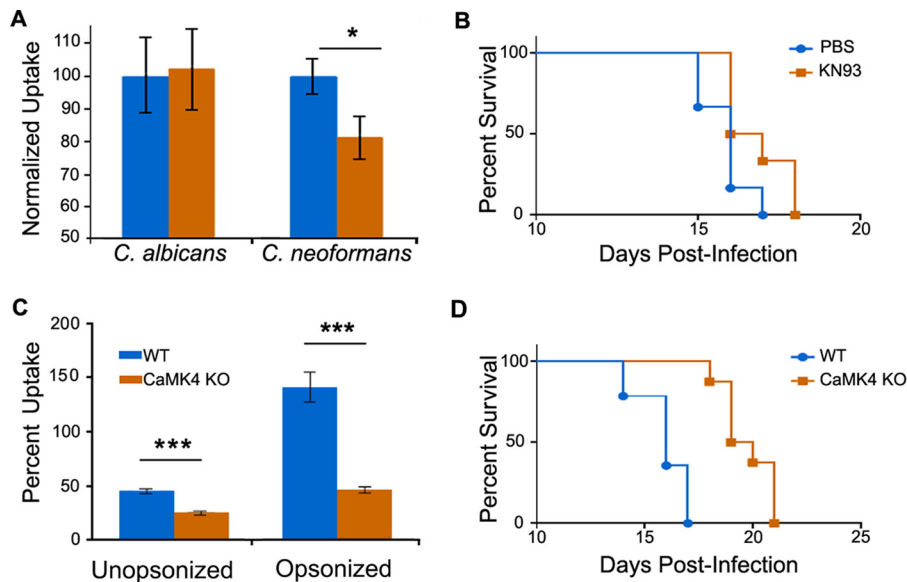 A
Normalized Uptake
110
100
90
80
70
60
50
*
C. albicans
C. neoformans
B
Percent Survival
100
50
0
10
15
20
Days Post-Infection
PBS
KN93
C
Percent Uptake
200
150
100
50
0
WT
CaMK4 KO
***
***
Unopsonized
Opsonized
D
Percent Survival
100
50
0
10
15
20
25
Days Post-Infection
WT
CaMK4 KO